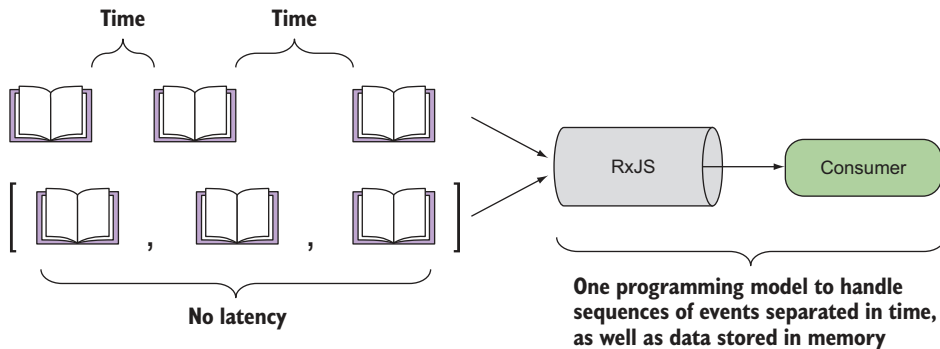 Time
Time
RxJS
Consumer
[ , , ]
No latency
One programming model to handle
sequences of events separated in time,
as well as data stored in memory